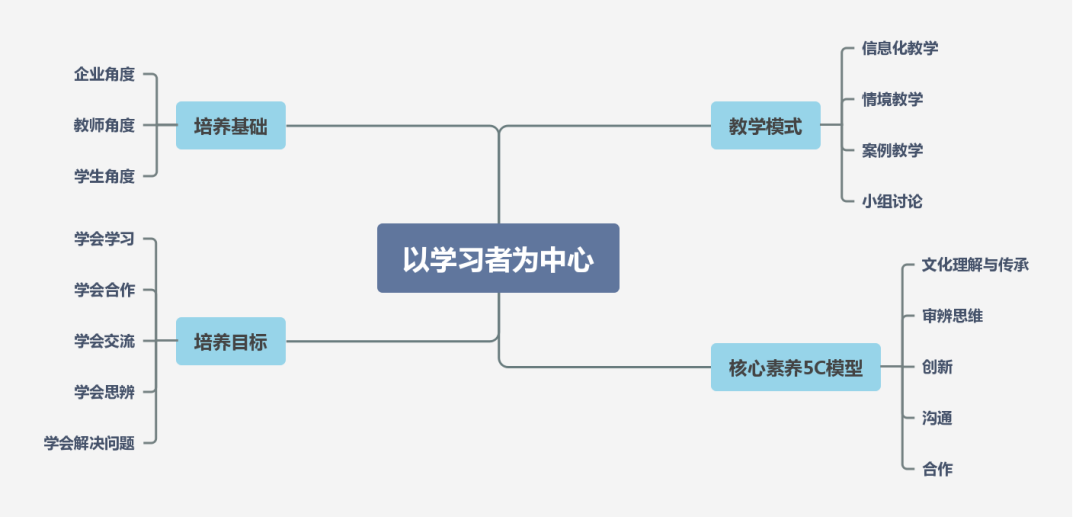 以学习者为中心
培养基础
企业角度
教师角度
学生角度
培养目标
学会学习
学会合作
学会交流
学会思辨
学会解决问题
教学模式
信息化教学
情境教学
案例教学
小组讨论
核心素养5C模型
文化理解与传承
审辨思维
创新
沟通
合作